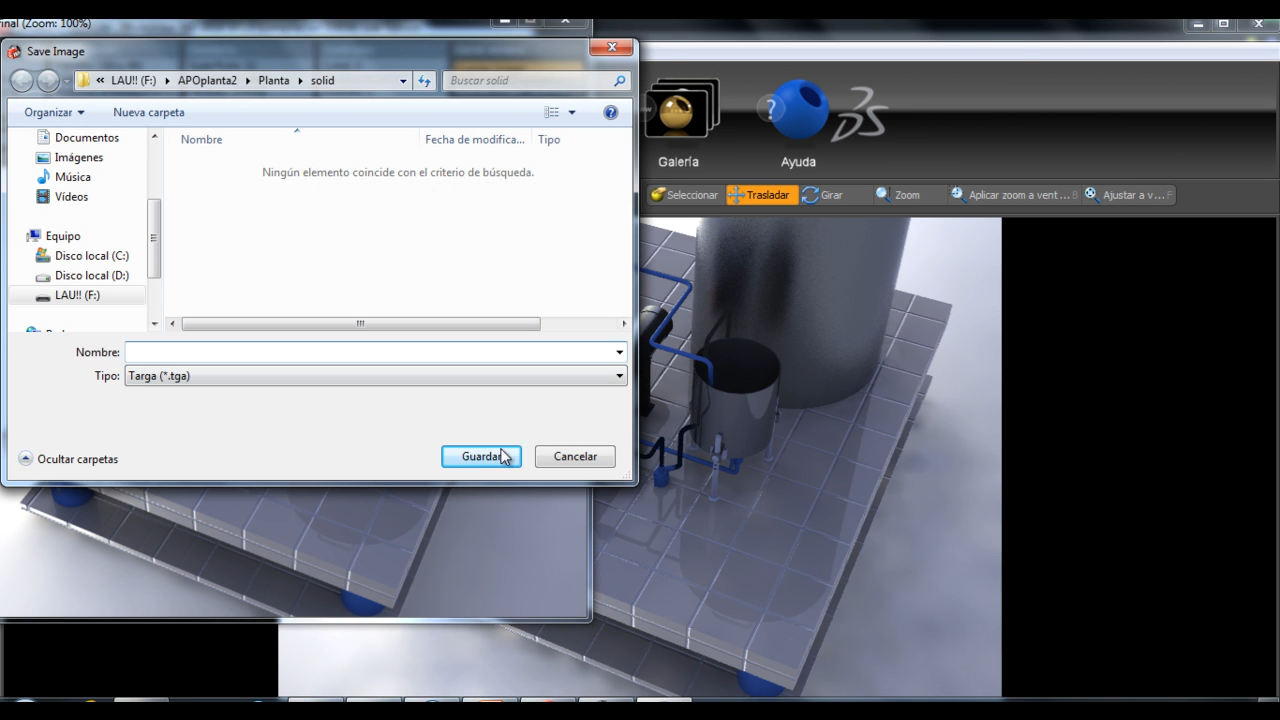 inal (Zoom: 100%)
Save Image
« LAU!! (F:) ▸ APOplanta2 ▸ Planta ▸ solid
Buscar solid
Organizar
Nueva carpeta
Documentos
Imágenes
Música
Vídeos
Equipo
Disco local (C:)
Disco local (D:)
LAU!! (F:)
Nombre
Fecha de modifica...
Tipo
Ningún elemento coincide con el criterio de búsqueda.
Nombre:
Tipo:
Targa (*.tga)
Ocultar carpetas
Guardar
Cancelar
Galería
?
Ayuda
Seleccionar
Trasladar
Girar
Zoom
Aplicar zoom a vent...
Ajustar a v...